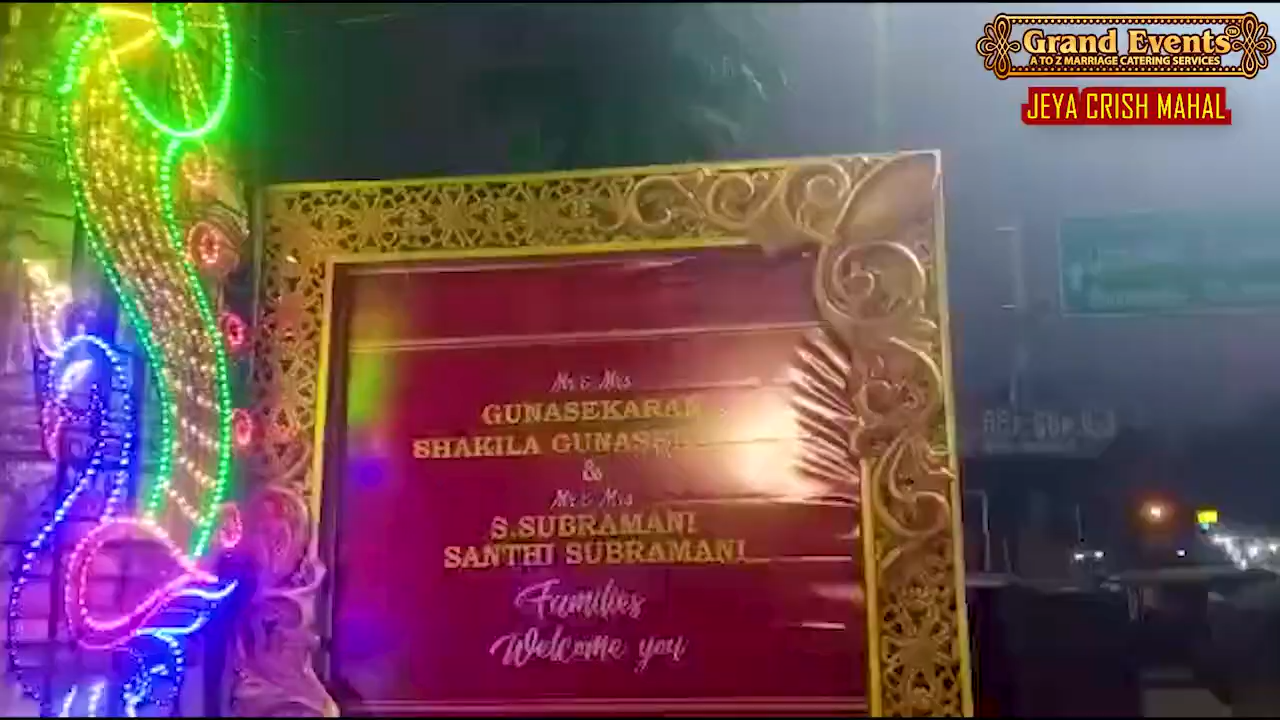 Grand Events
A TO Z MARRIAGE CATERING SERVICES
JEYA CRISH MAHAL
Mr & Mrs
GUNASEKARAN
SHAKILA
&
Mr & Mrs
S.SUBRAMANI
SANTHI SUBRAMANI
Families
Welcome you